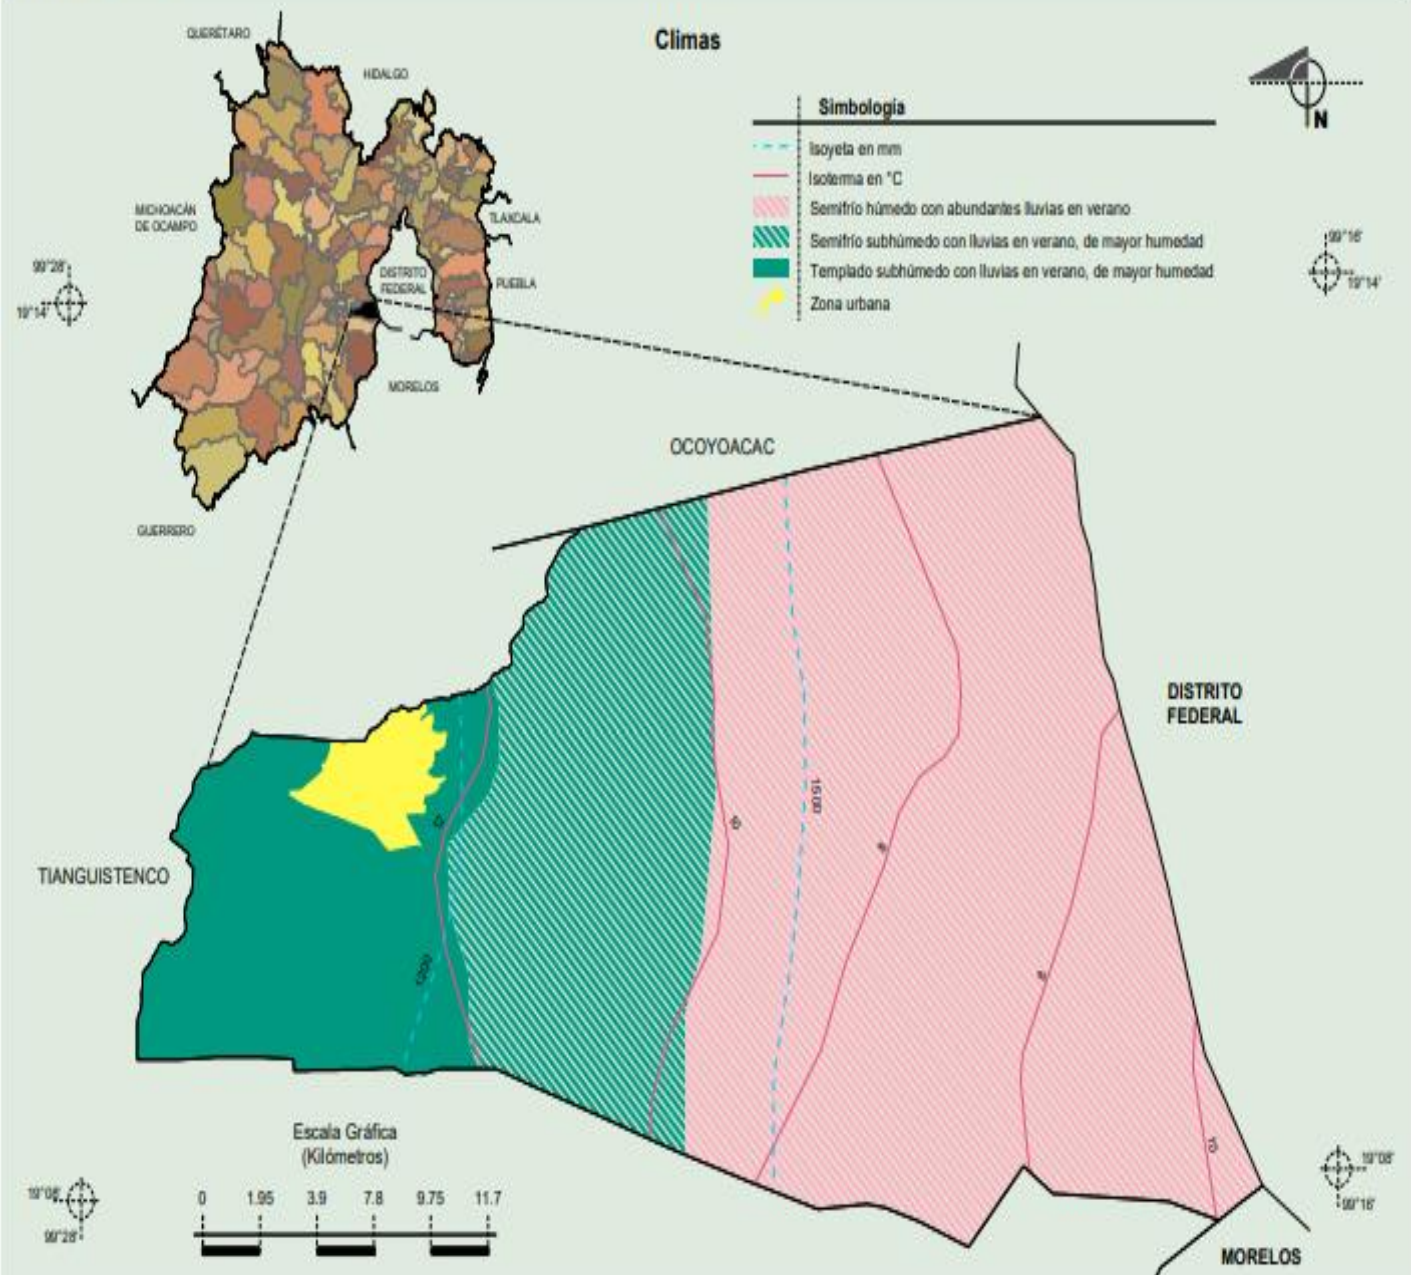 Climas
QUERÉTARO
HIDALGO
MICHOACÁN
DE OCAMPO
TLAXCALA
DISTRITO
FEDERAL
PUEBLA
MORELOS
GUERRERO
Simbología
Isoyeta en mm
Isoterma en °C
Semifrío húmedo con abundantes lluvias en verano
Semifrío subhúmedo con lluvias en verano, de mayor humedad
Templado subhúmedo con lluvias en verano, de mayor humedad
Zona urbana
N
99°28'
19°14'
99°16'
19°14'
OCOYOACAC
DISTRITO
FEDERAL
TIANGUISTENCO
1500
1200
8
10
Escala Gráfica
(Kilómetros)
0 1.95 3.9 7.8 9.75 11.7
19°08'
99°28'
19°08'
99°16'
MORELOS